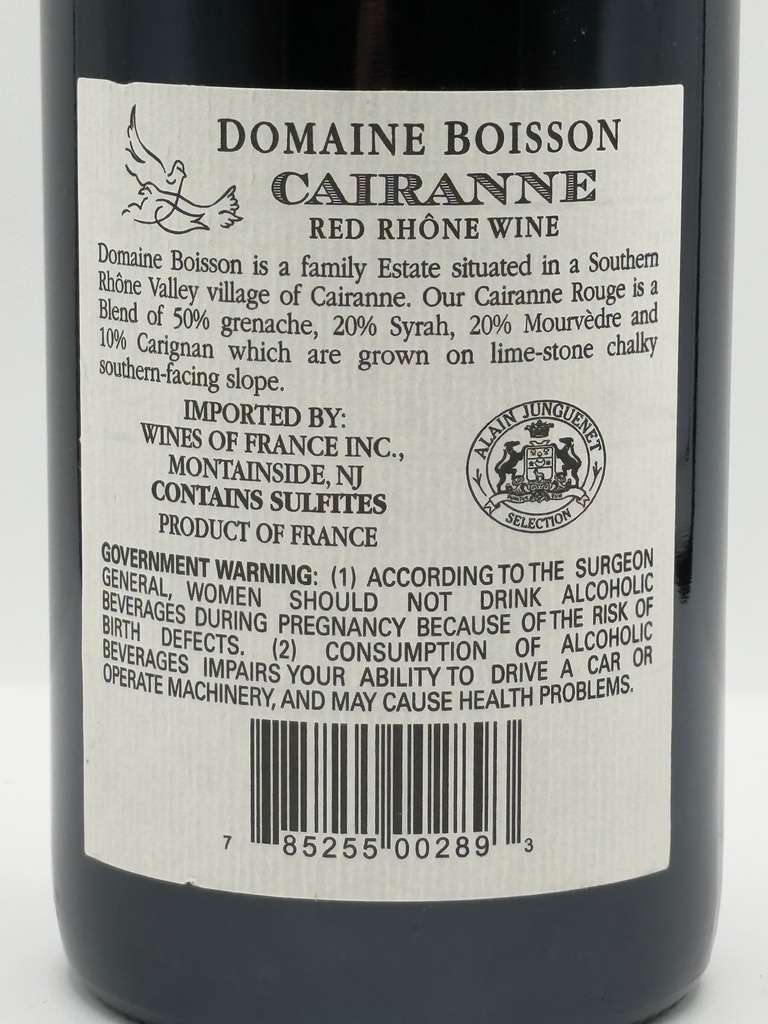 DOMAINE BOISSON
CAIRANNE
RED RHÔNE WINE
Domaine Boisson is a family Estate situated in a Southern
Rhône Valley village of Cairanne. Our Cairanne Rouge is a
Blend of 50% grenache, 20% Syrah, 20% Mourvèdre and
10% Carignan which are grown on lime-stone chalky
southern-facing slope.
IMPORTED BY:
WINES OF FRANCE INC.,
MONTAINSIDE, NJ
CONTAINS SULFITES
PRODUCT OF FRANCE
ALAIN JUNGUENET
SELECTION
GOVERNMENT WARNING: (1) ACCORDING TO THE SURGEON
GENERAL, WOMEN SHOULD NOT DRINK ALCOHOLIC
BEVERAGES DURING PREGNANCY BECAUSE OF THE RISK OF
BIRTH DEFECTS. (2) CONSUMPTION OF ALCOHOLIC
BEVERAGES IMPAIRS YOUR ABILITY TO DRIVE A CAR OR
OPERATE MACHINERY, AND MAY CAUSE HEALTH PROBLEMS.
7 85255 00289 3